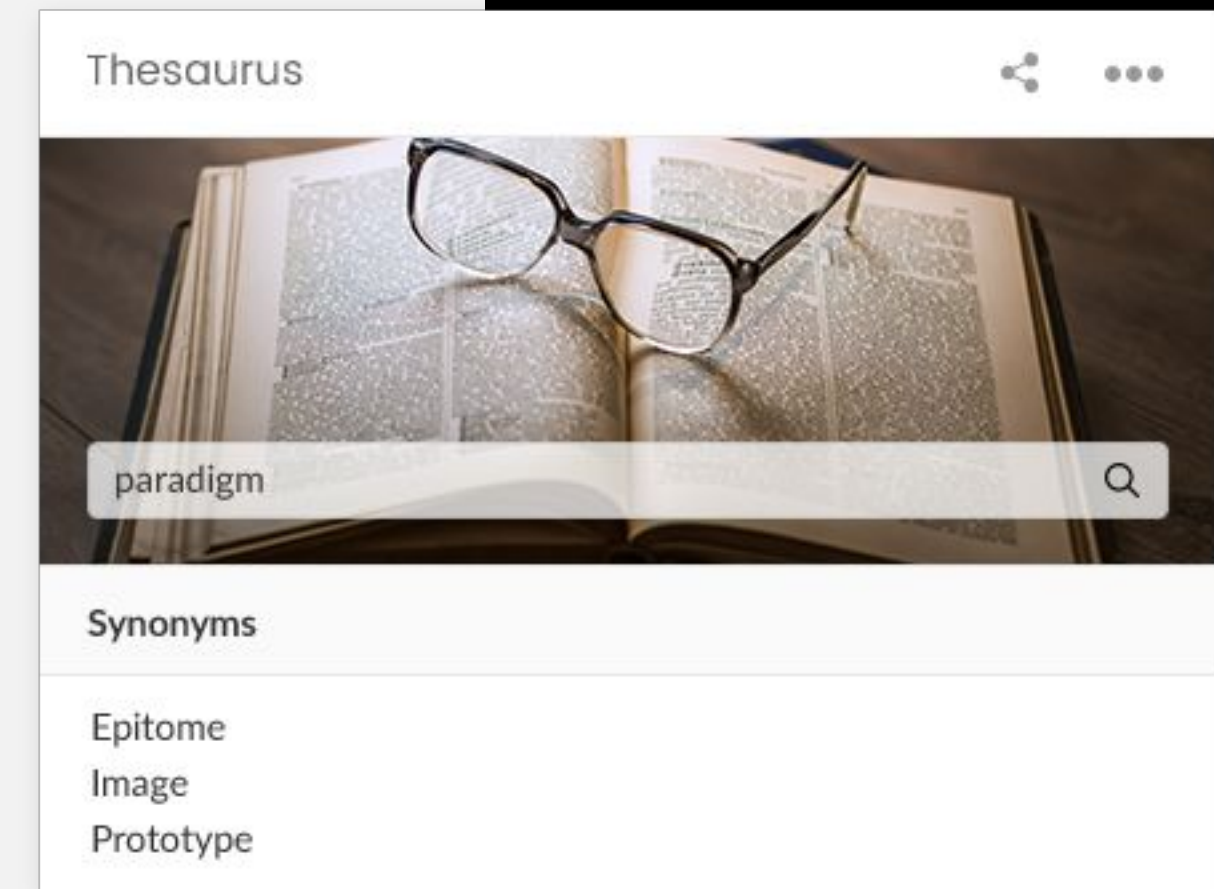 Thesaurus
paradigm
Synonyms
Epitome
Image
Prototype